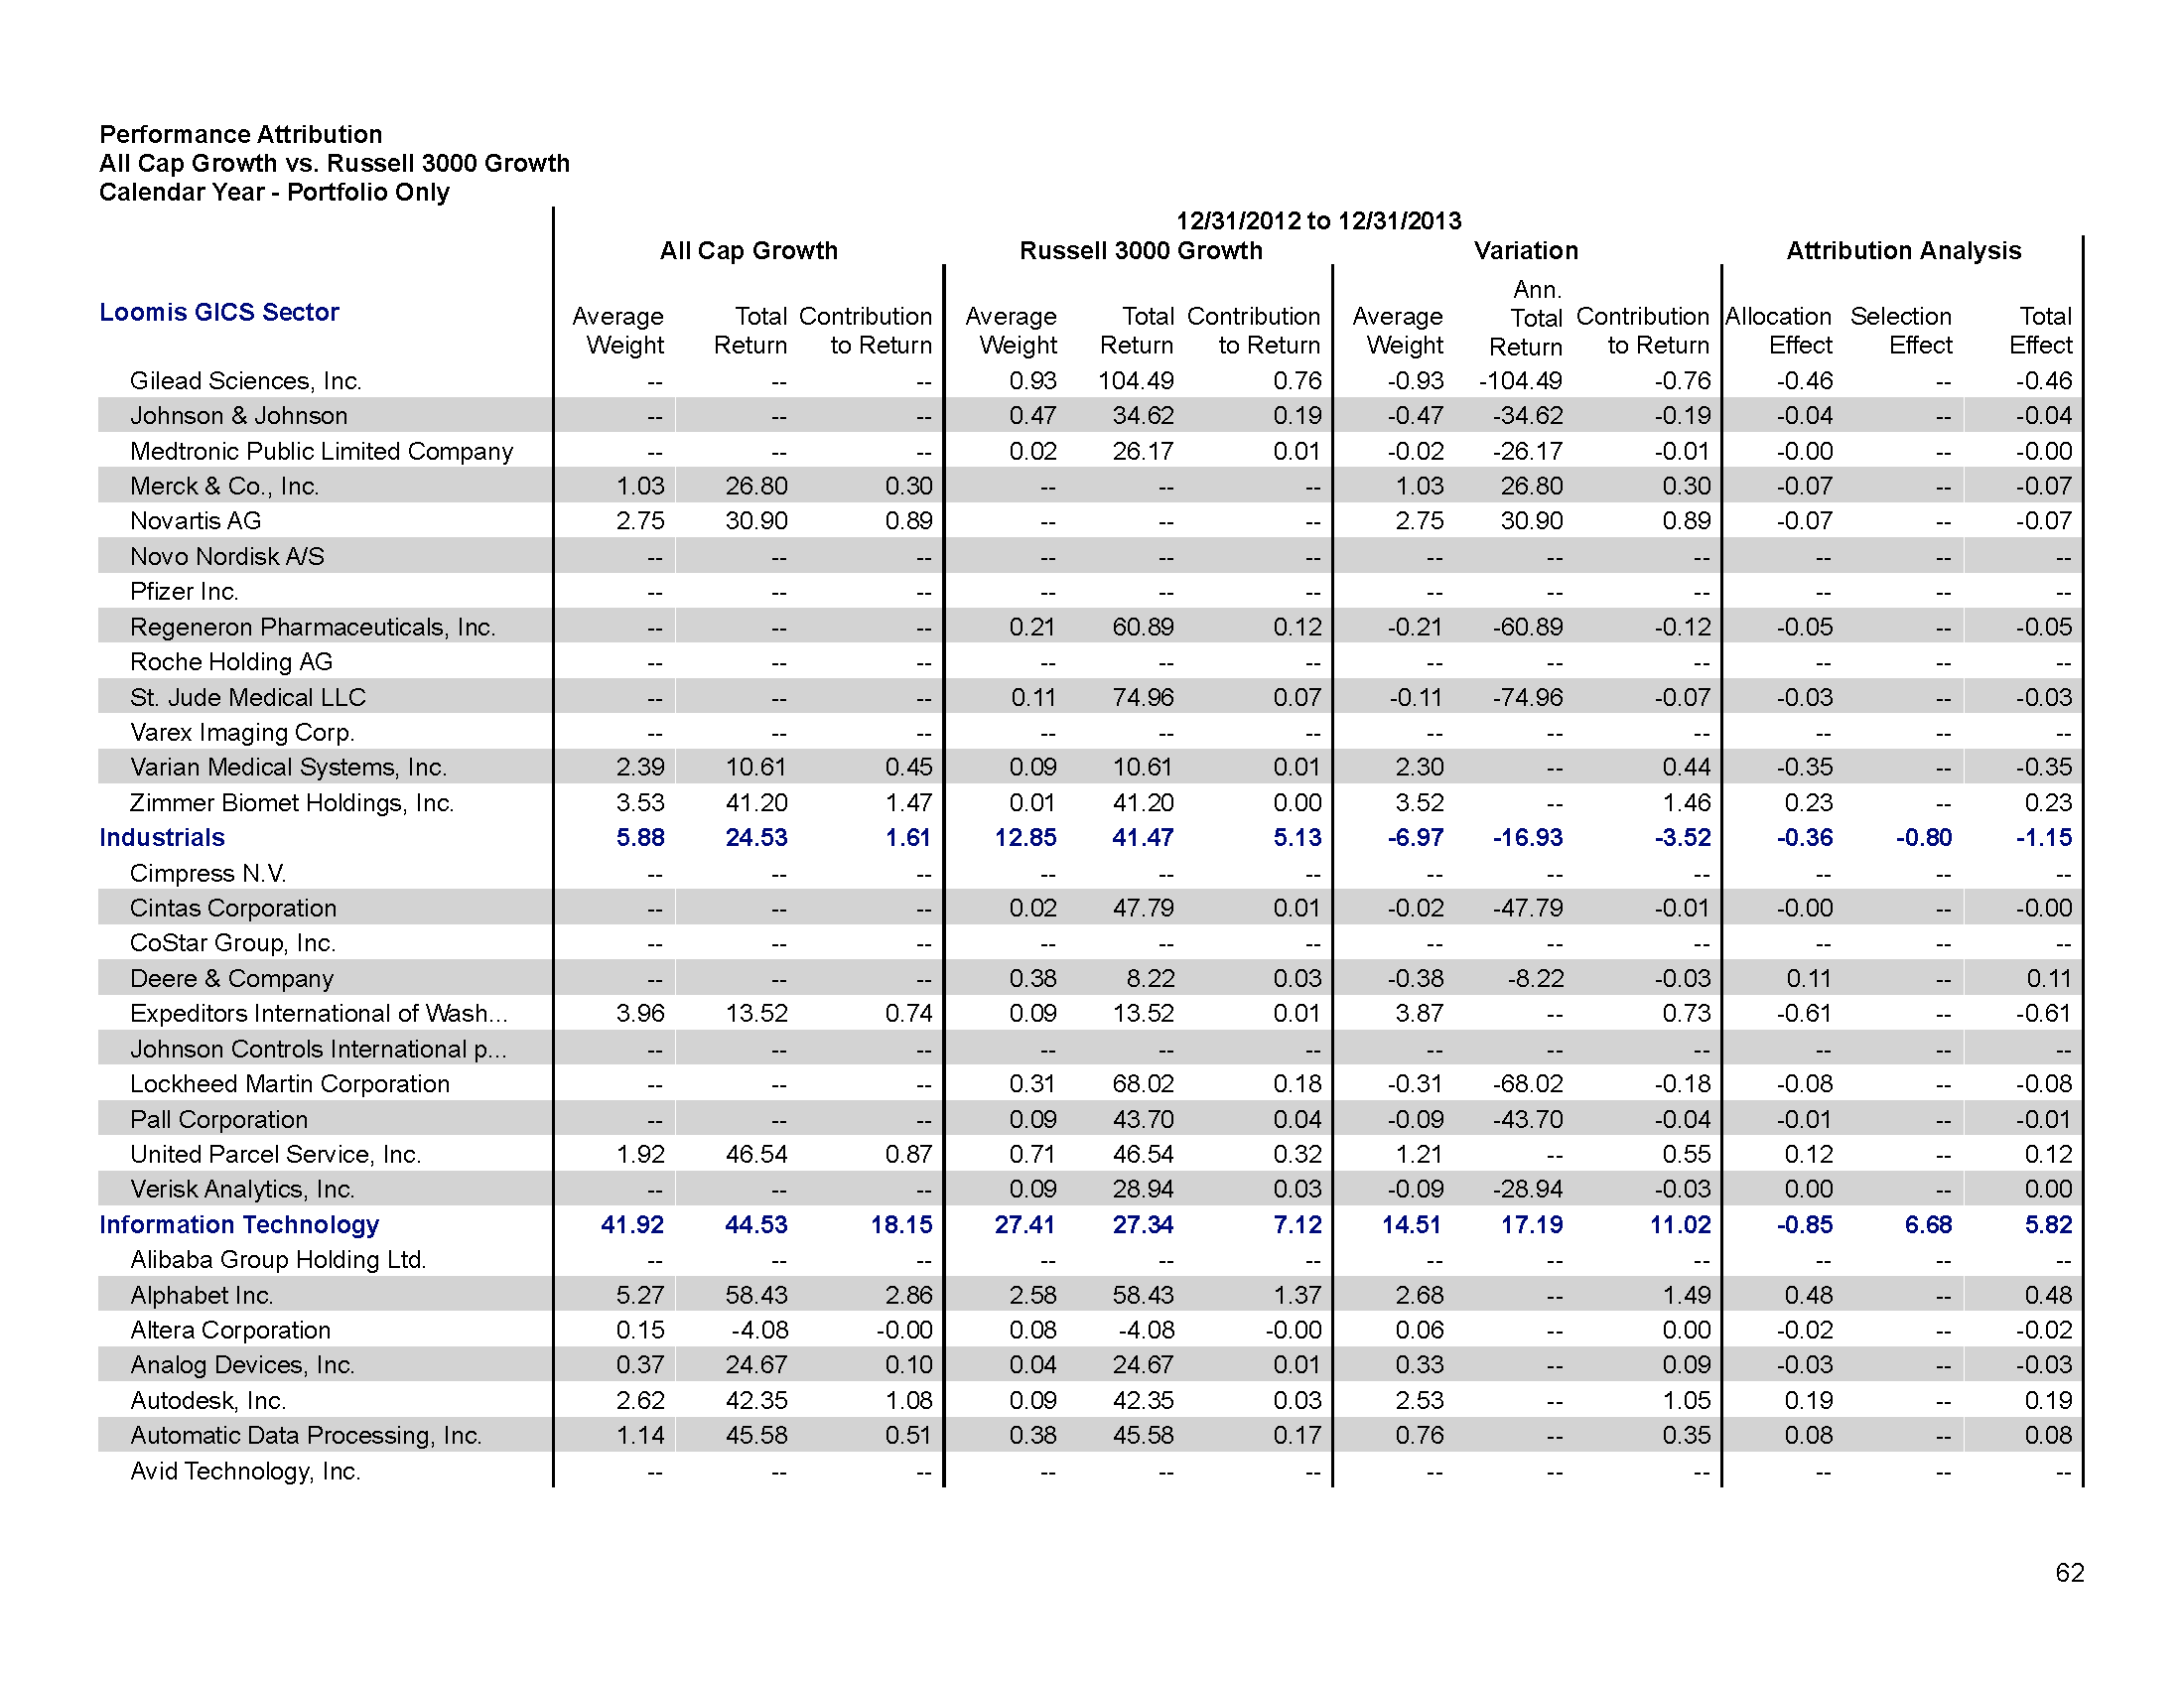 Performance Attribution
All Cap Growth vs. Russell 3000 Growth
Calendar Year - Portfolio Only
12/31/2012 to 12/31/2013
All Cap Growth Russell 3000 Growth Variation Attribution Analysis
Loomis GICS Sector Average Weight Total Return Contribution to Return Average Weight Total Return Contribution to Return Average Weight Ann. Total Return Contribution to Return Allocation Effect Selection Effect Total Effect
Gilead Sciences, Inc. -- -- -- 0.93 104.49 0.76 -0.93 -104.49 -0.76 -0.46 -- -0.46
Johnson & Johnson -- -- -- 0.47 34.62 0.19 -0.47 -34.62 -0.19 -0.04 -- -0.04
Medtronic Public Limited Company -- -- -- 0.02 26.17 0.01 -0.02 -26.17 -0.01 -0.00 -- -0.00
Merck & Co., Inc. 1.03 26.80 0.30 -- -- -- 1.03 26.80 0.30 -0.07 -- -0.07
Novartis AG 2.75 30.90 0.89 -- -- -- 2.75 30.90 0.89 -0.07 -- -0.07
Novo Nordisk A/S -- -- -- -- -- -- -- -- -- -- -- --
Pfizer Inc. -- -- -- -- -- -- -- -- -- -- -- --
Regeneron Pharmaceuticals, Inc. -- -- -- 0.21 60.89 0.12 -0.21 -60.89 -0.12 -0.05 -- -0.05
Roche Holding AG -- -- -- -- -- -- -- -- -- -- -- --
St. Jude Medical LLC -- -- -- 0.11 74.96 0.07 -0.11 -74.96 -0.07 -0.03 -- -0.03
Varex Imaging Corp. -- -- -- -- -- -- -- -- -- -- -- --
Varian Medical Systems, Inc. 2.39 10.61 0.45 0.09 10.61 0.01 2.30 -- 0.44 -0.35 -- -0.35
Zimmer Biomet Holdings, Inc. 3.53 41.20 1.47 0.01 41.20 0.00 3.52 -- 1.46 0.23 -- 0.23
Industrials 5.88 24.53 1.61 12.85 41.47 5.13 -6.97 -16.93 -3.52 -0.36 -0.80 -1.15
Cimpress N.V. -- -- -- -- -- -- -- -- -- -- -- --
Cintas Corporation -- -- -- 0.02 47.79 0.01 -0.02 -47.79 -0.01 -0.00 -- -0.00
CoStar Group, Inc. -- -- -- -- -- -- -- -- -- -- -- --
Deere & Company -- -- -- 0.38 8.22 0.03 -0.38 -8.22 -0.03 0.11 -- 0.11
Expeditors International of Wash... 3.96 13.52 0.74 0.09 13.52 0.01 3.87 -- 0.73 -0.61 -- -0.61
Johnson Controls International p... -- -- -- -- -- -- -- -- -- -- -- --
Lockheed Martin Corporation -- -- -- 0.31 68.02 0.18 -0.31 -68.02 -0.18 -0.08 -- -0.08
Pall Corporation -- -- -- 0.09 43.70 0.04 -0.09 -43.70 -0.04 -0.01 -- -0.01
United Parcel Service, Inc. 1.92 46.54 0.87 0.71 46.54 0.32 1.21 -- 0.55 0.12 -- 0.12
Verisk Analytics, Inc. -- -- -- 0.09 28.94 0.03 -0.09 -28.94 -0.03 0.00 -- 0.00
Information Technology 41.92 44.53 18.15 27.41 27.34 7.12 14.51 17.19 11.02 -0.85 6.68 5.82
Alibaba Group Holding Ltd. -- -- -- -- -- -- -- -- -- -- -- --
Alphabet Inc. 5.27 58.43 2.86 2.58 58.43 1.37 2.68 -- 1.49 0.48 -- 0.48
Altera Corporation 0.15 -4.08 -0.00 0.08 -4.08 -0.00 0.06 -- 0.00 -0.02 -- -0.02
Analog Devices, Inc. 0.37 24.67 0.10 0.04 24.67 0.01 0.33 -- 0.09 -0.03 -- -0.03
Autodesk, Inc. 2.62 42.35 1.08 0.09 42.35 0.03 2.53 -- 1.05 0.19 -- 0.19
Automatic Data Processing, Inc. 1.14 45.58 0.51 0.38 45.58 0.17 0.76 -- 0.35 0.08 -- 0.08
Avid Technology, Inc. -- -- -- -- -- -- -- -- -- -- -- --
62